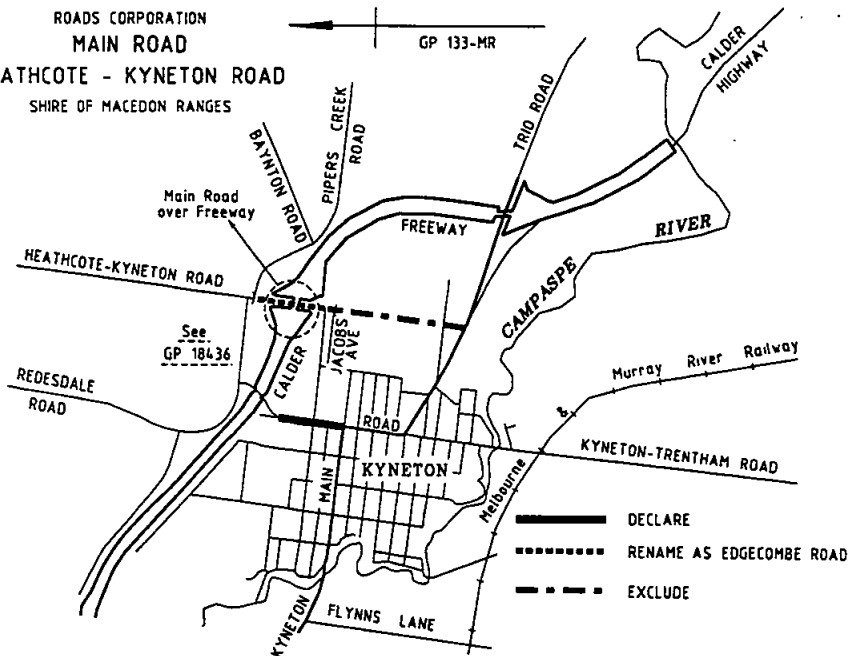 ROADS CORPORATION
MAIN ROAD
ATHCOTE - KYNETON ROAD
SHIRE OF MACEDON RANGES
GP 133-MR
CALDER
HIGHWAY
TRIO ROAD
PIPERS CREEK
ROAD
BAYNTON ROAD
Main Road
over Freeway
FREEWAY
RIVER
CAMPASPE
HEATHCOTE-KYNETON ROAD
See
GP 18436
JACOBS
AVE
CALDER
REDESDALE
ROAD
Murray River Railway
&
Melbourne
ROAD
KYNETON-TRENTHAM ROAD
KYNETON
MAIN
DECLARE
RENAME AS EDGECOMBE ROAD
EXCLUDE
KYNETON
FLYNNS LANE